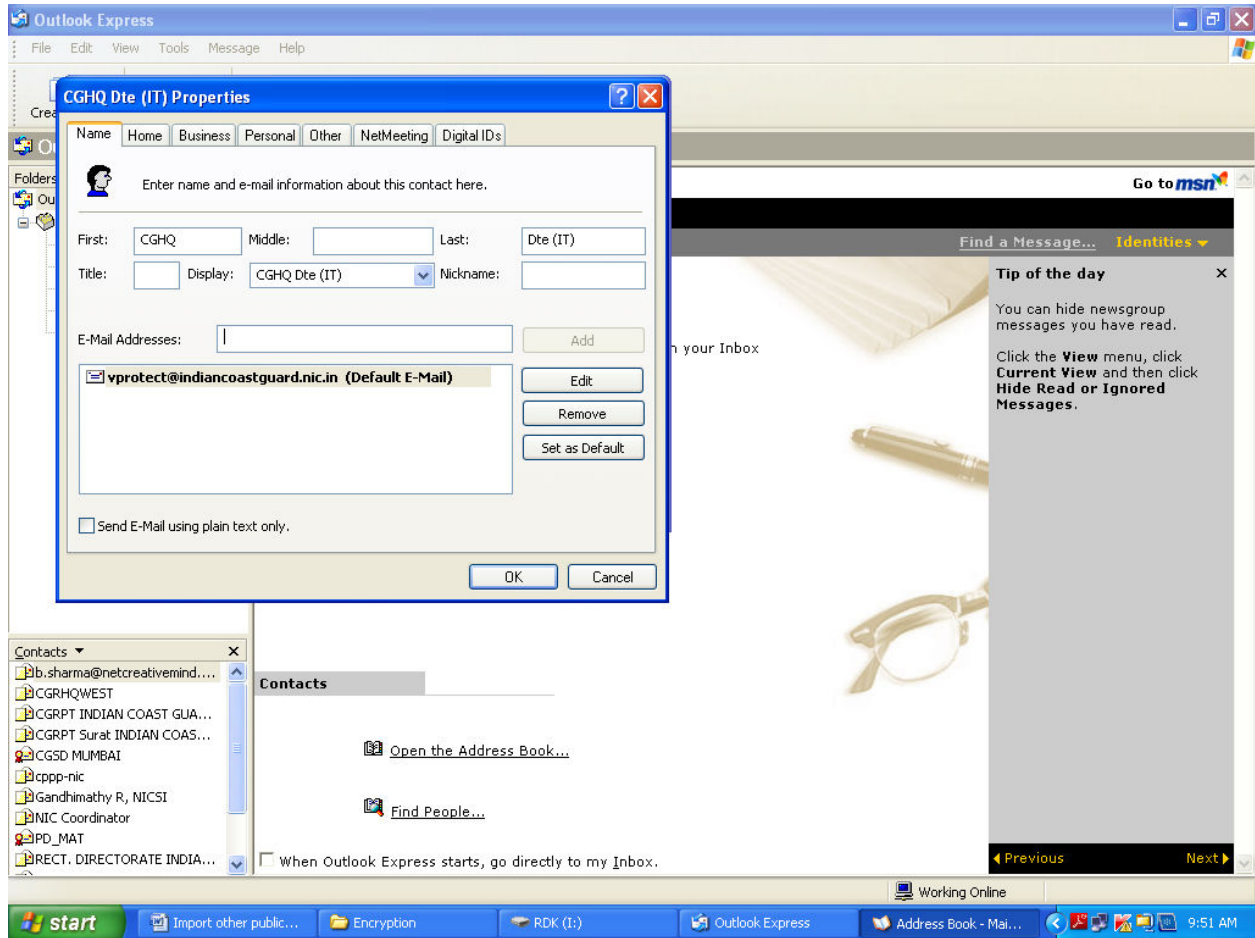 Outlook Express
File Edit View Tools Message Help
CGHQ Dte (IT) Properties
Name Home Business Personal Other NetMeeting Digital IDs
Enter name and e-mail information about this contact here.
First: CGHQ Middle: Last: Dte (IT)
Title: Display: CGHQ Dte (IT) Nickname:
E-Mail Addresses: Add
vprotect@indiancoastguard.nic.in (Default E-Mail)
Edit
Remove
Set as Default
Send E-Mail using plain text only.
OK Cancel
Crea
Folders
Ou
Go to msn
Find a Message... Identities
your Inbox
Tip of the day
You can hide newsgroup
messages you have read.
Click the View menu, click
Current View and then click
Hide Read or Ignored
Messages.
Contacts
b.sharma@netcreativemind....
CGRHQWEST
CGRPT INDIAN COAST GUA...
CGRPT Surat INDIAN COAS...
CGSD MUMBAI
cppp-nic
Gandhimathy R, NICSI
NIC Coordinator
PD_MAT
RECT. DIRECTORATE INDIA...
Contacts
Open the Address Book...
Find People...
When Outlook Express starts, go directly to my Inbox.
Previous Next
Working Online
start Import other public... Encryption RDK (I:) Outlook Express Address Book - Mai... 9:51 AM